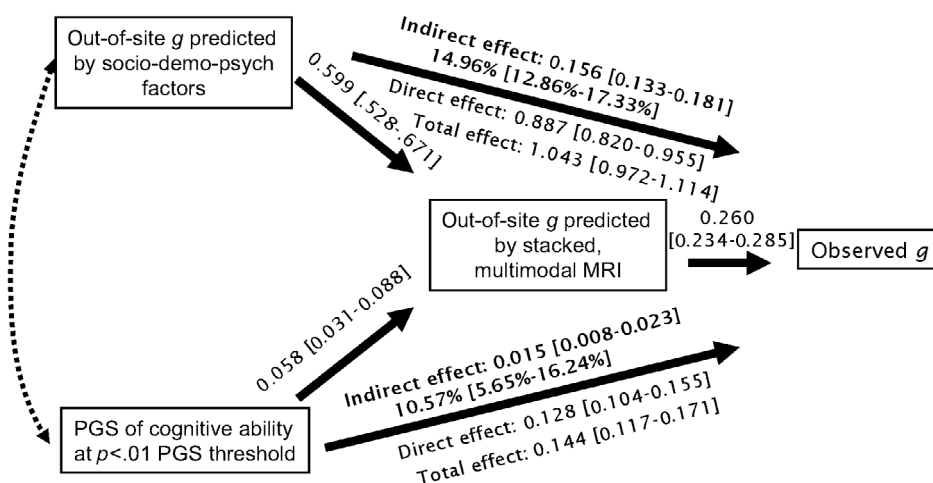 Out-of-site g predicted
by socio-demo-psych
factors
0.599 [.528-.671]
Indirect effect: 0.156 [0.133-0.181]
14.96% [12.86%-17.33%]
Direct effect: 0.887 [0.820-0.955]
Total effect: 1.043 [0.972-1.114]
Out-of-site g predicted
by stacked,
multimodal MRI
0.260
[0.234-0.285]
Observed g
0.058 [0.031-0.088]
Indirect effect: 0.015 [0.008-0.023]
10.57% [5.65%-16.24%]
Direct effect: 0.128 [0.104-0.155]
Total effect: 0.144 [0.117-0.171]
PGS of cognitive ability
at p<.01 PGS threshold